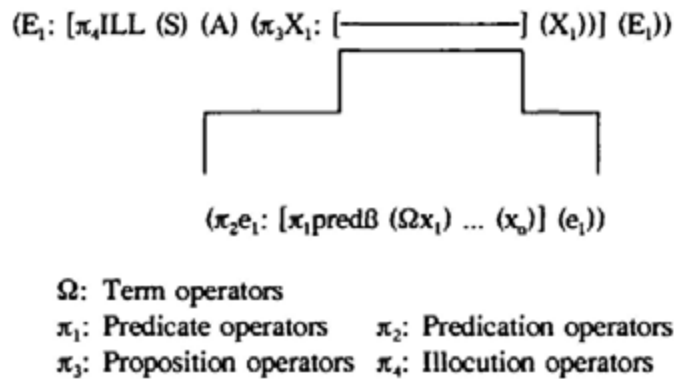 (E₁: [π₄ILL (S) (A) (π₃X₁: [————] (X₁))] (E₁))
(π₂e₁: [π₁predß (Ωx₁) ... (xₙ)] (e₁))
Ω: Term operators
π₁: Predicate operators π₂: Predication operators
π₃: Proposition operators π₄: Illocution operators